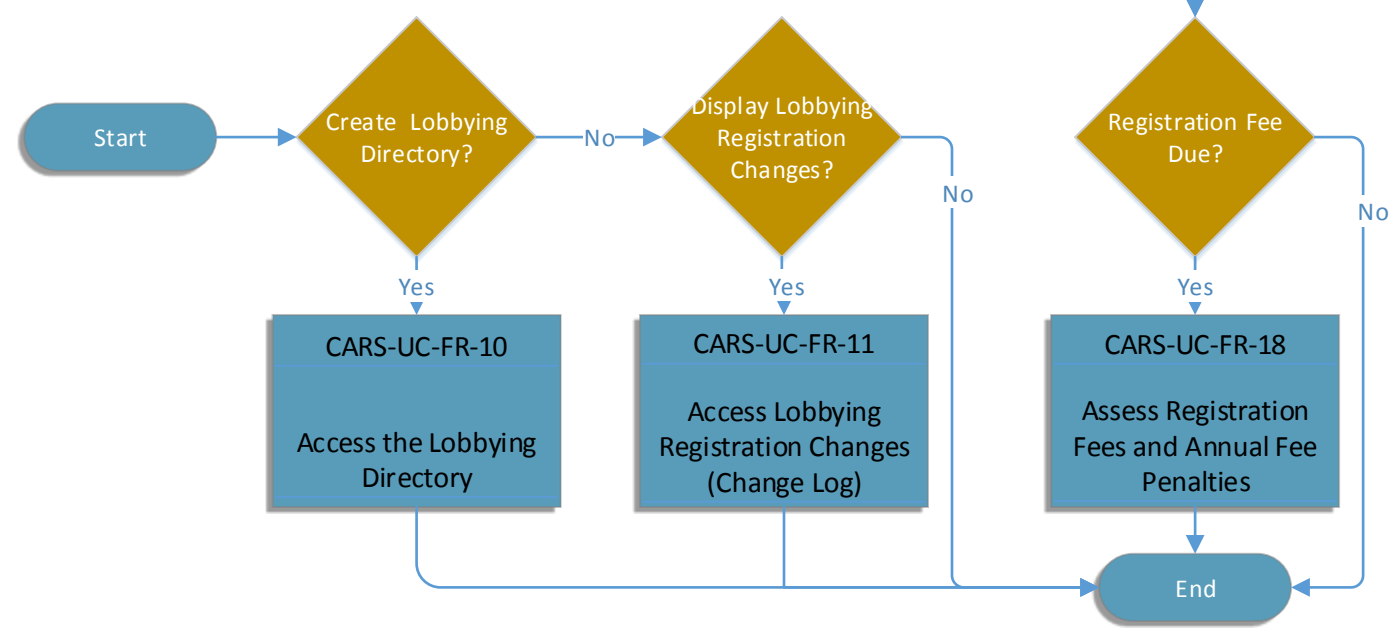 Start
Create Lobbying
Directory?
No
Display Lobbying
Registration
Changes?
No
Registration Fee
Due?
No
Yes
Yes
Yes
CARS-UC-FR-10
Access the Lobbying
Directory
CARS-UC-FR-11
Access Lobbying
Registration Changes
(Change Log)
CARS-UC-FR-18
Assess Registration
Fees and Annual Fee
Penalties
End